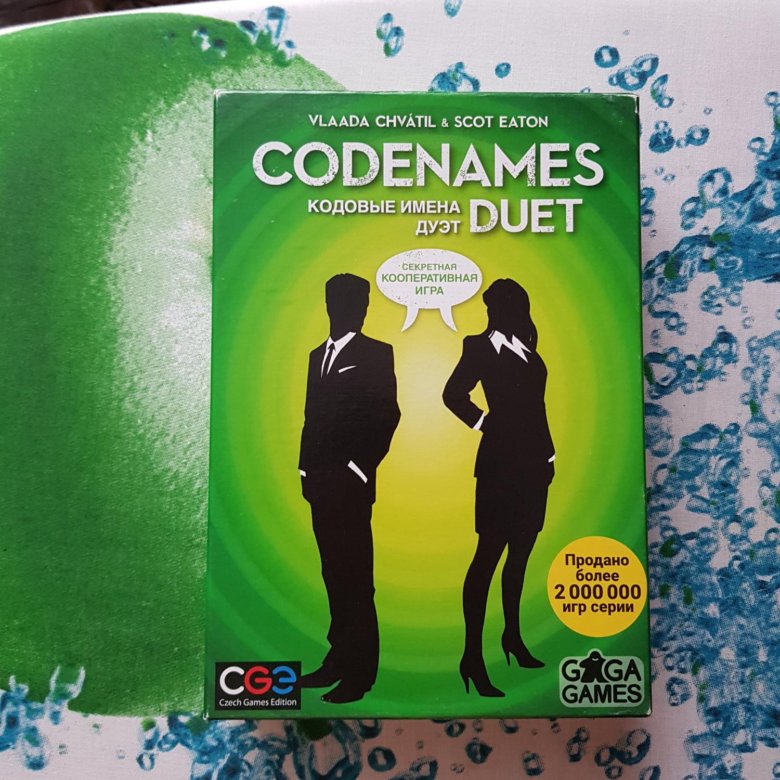 VLAADA CHVÁTIL & SCOT EATON
CODENAMES
КОДОВЫЕ ИМЕНА
ДУЭТ
DUET
СЕКРЕТНАЯ
КООПЕРАТИВНАЯ
ИГРА
Продано
более
2 000 000
игр серии
CGE
Czech Games Edition
GAGA
GAMES